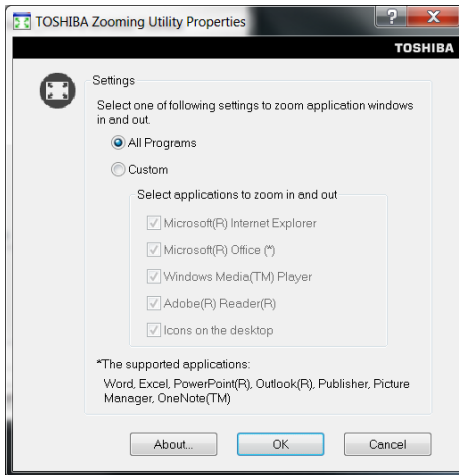 TOSHIBA Zooming Utility Properties
?
X
TOSHIBA
Settings
Select one of following settings to zoom application windows
in and out.
All Programs
Custom
Select applications to zoom in and out
Microsoft(R) Internet Explorer
Microsoft(R) Office (*)
Windows Media(TM) Player
Adobe(R) Reader(R)
Icons on the desktop
*The supported applications:
Word, Excel, PowerPoint(R), Outlook(R), Publisher, Picture
Manager, OneNote(TM)
About... OK Cancel